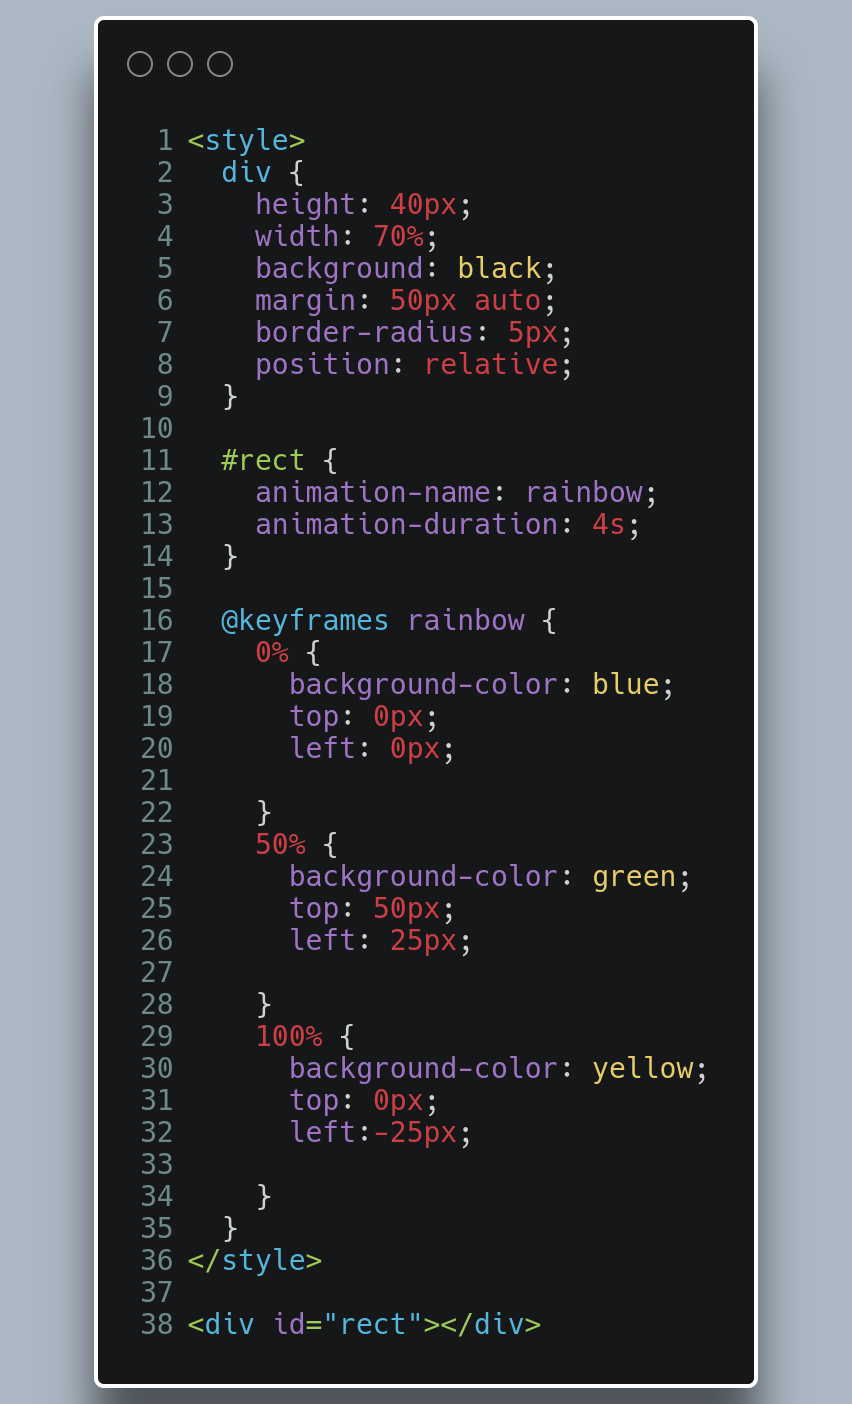 1 <style>
2   div {
3     height: 40px;
4     width: 70%;
5     background: black;
6     margin: 50px auto;
7     border-radius: 5px;
8     position: relative;
9   }
10
11   #rect {
12     animation-name: rainbow;
13     animation-duration: 4s;
14   }
15
16   @keyframes rainbow {
17     0% {
18       background-color: blue;
19       top: 0px;
20       left: 0px;
21
22     }
23     50% {
24       background-color: green;
25       top: 50px;
26       left: 25px;
27
28     }
29     100% {
30       background-color: yellow;
31       top: 0px;
32       left:-25px;
33
34     }
35   }
36 </style>
37
38 <div id="rect"></div>